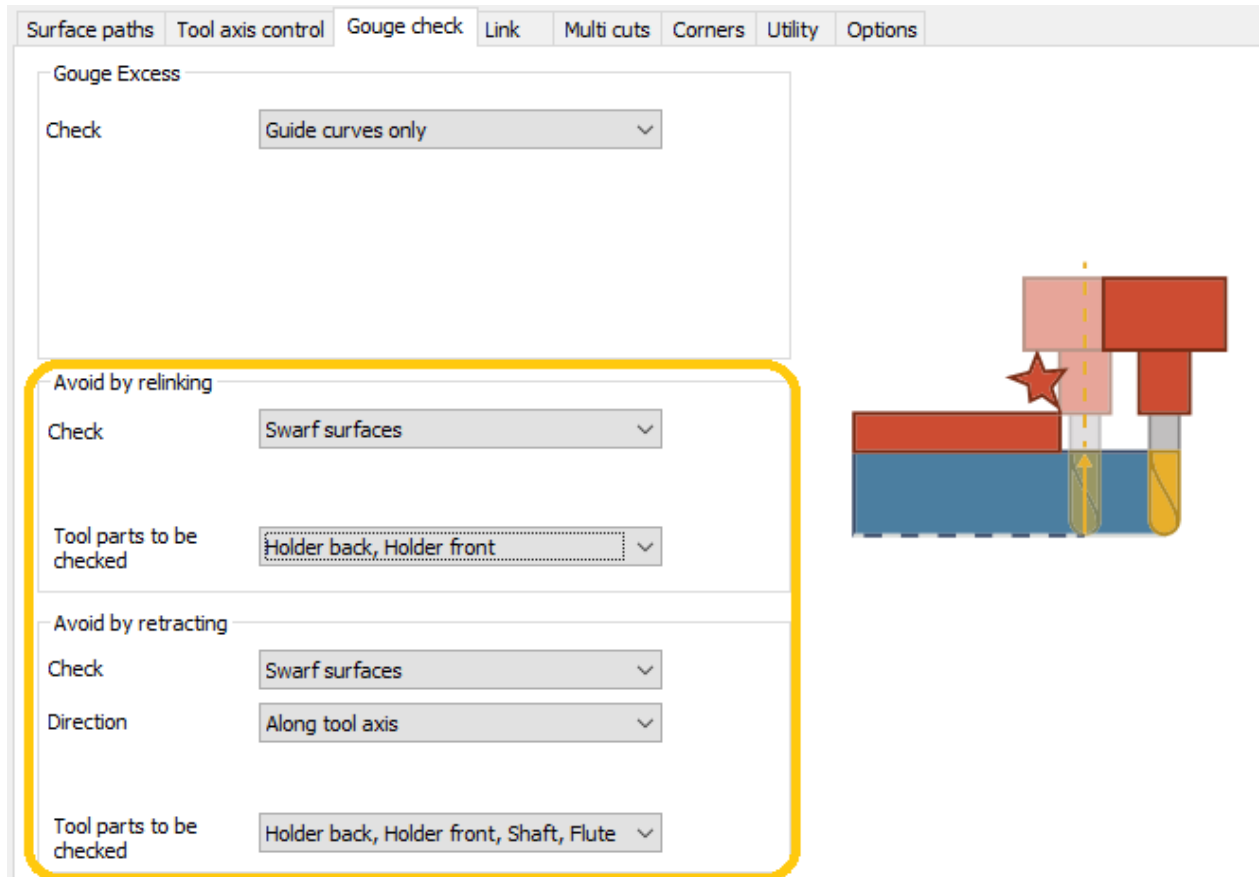 Surface paths Tool axis control Gouge check Link Multi cuts Corners Utility Options
Gouge Excess
Check Guide curves only
Avoid by relinking
Check Swarf surfaces
Tool parts to be
checked
Holder back, Holder front
Avoid by retracting
Check Swarf surfaces
Direction Along tool axis
Tool parts to be
checked
Holder back, Holder front, Shaft, Flute